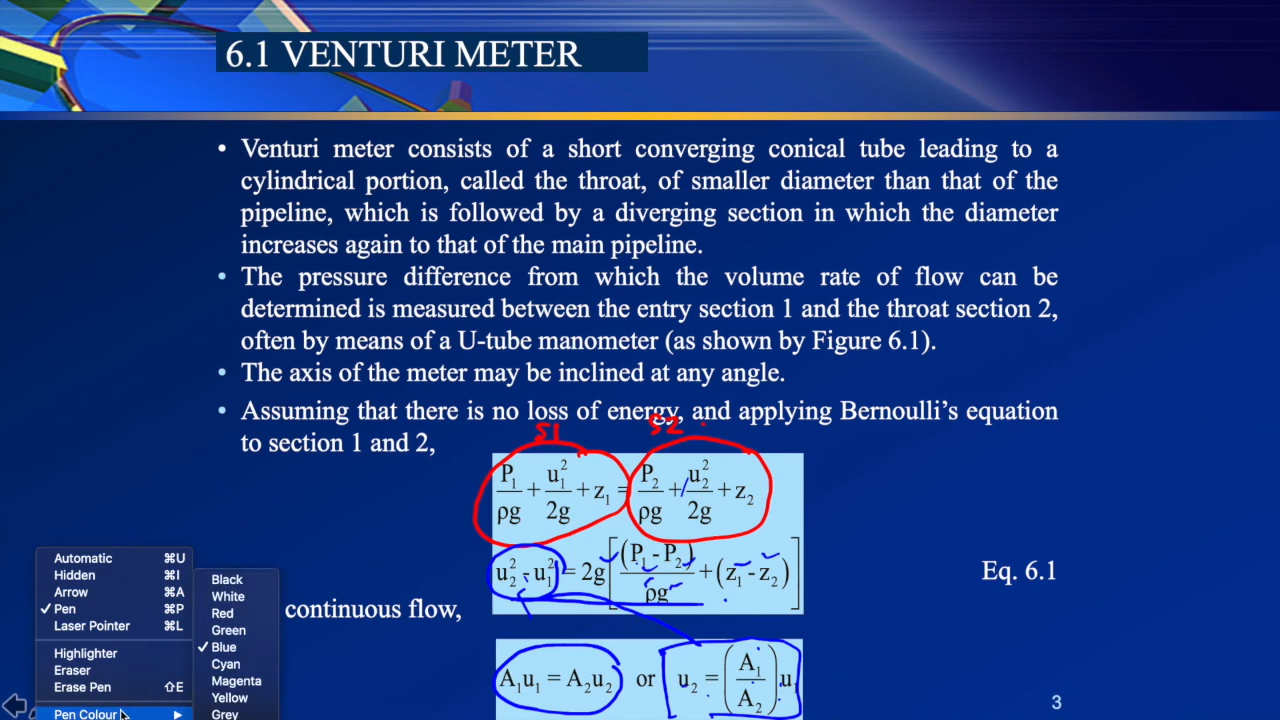 6.1 VENTURI METER
• Venturi meter consists of a short converging conical tube leading to a
cylindrical portion, called the throat, of smaller diameter than that of the
pipeline, which is followed by a diverging section in which the diameter
increases again to that of the main pipeline.
• The pressure difference from which the volume rate of flow can be
determined is measured between the entry section 1 and the throat section 2,
often by means of a U-tube manometer (as shown by Figure 6.1).
• The axis of the meter may be inclined at any angle.
• Assuming that there is no loss of energy, and applying Bernoulli's equation
to section 1 and 2,
S1 S2
P₁/ρg + u₁²/2g + z₁ = P₂/ρg + u₂²/2g + z₂
u₂² - u₁² = 2g[(P₁ - P₂)/ρg + (z₁ - z₂)] Eq. 6.1
continuous flow,
A₁u₁ = A₂u₂ or u₂ = (A₁/A₂)u
3
Automatic ⌘U
Hidden ⌘I
Arrow ⌘A
✓ Pen ⌘P
Laser Pointer ⌘L
Highlighter
Eraser
Erase Pen ⇧E
Pen Colour ▶
Black
White
Red
Green
✓ Blue
Cyan
Magenta
Yellow
Grey